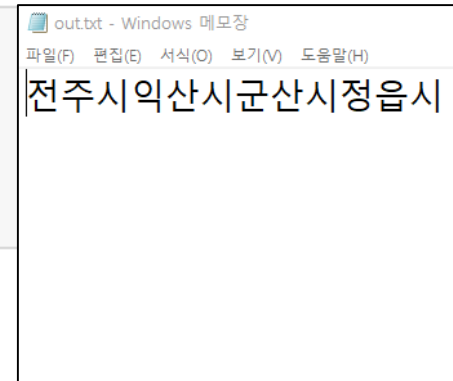 out.txt - Windows 메모장
파일(F) 편집(E) 서식(O) 보기(V) 도움말(H)
전주시익산시군산시정읍시